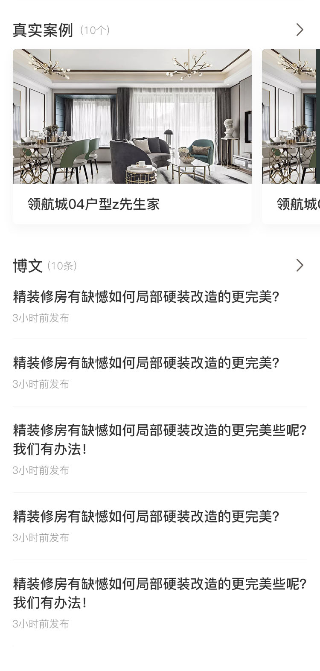 真实案例 (10个)
领航城04户型z先生家
领航城0
博文 (10条)
精装修房有缺憾如何局部硬装改造的更完美?
3小时前发布
精装修房有缺憾如何局部硬装改造的更完美?
3小时前发布
精装修房有缺憾如何局部硬装改造的更完美些呢?
我们有办法!
3小时前发布
精装修房有缺憾如何局部硬装改造的更完美?
3小时前发布
精装修房有缺憾如何局部硬装改造的更完美些呢?
我们有办法!
3小时前发布